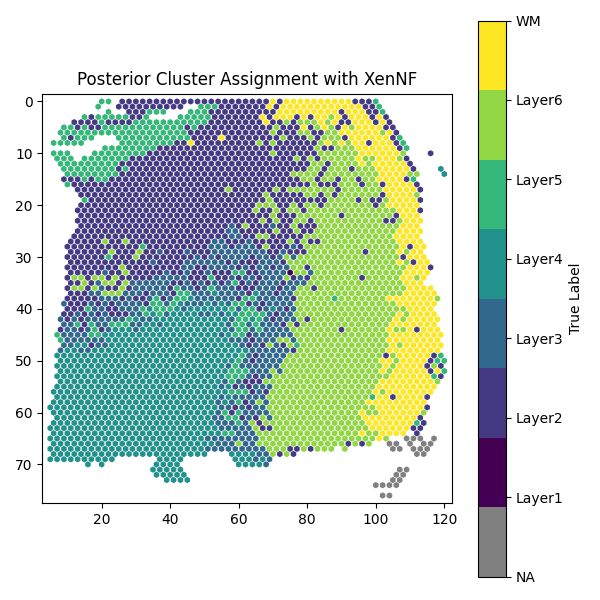 Posterior Cluster Assignment with XenNF
0
10
20
30
40
50
60
70
20
40
60
80
100
120
WM
Layer6
Layer5
Layer4
Layer3
Layer2
Layer1
NA
True Label